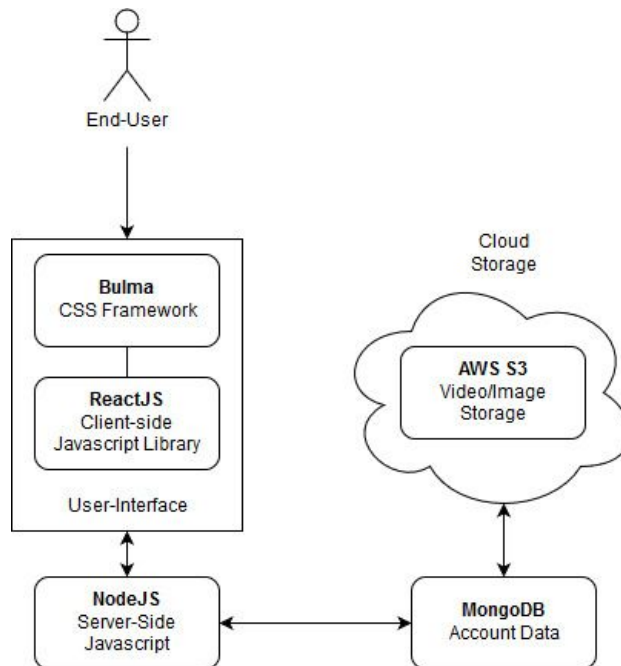 End-User
Bulma
CSS Framework
ReactJS
Client-side
Javascript Library
User-Interface
NodeJS
Server-Side
Javascript
Cloud
Storage
AWS S3
Video/Image
Storage
MongoDB
Account Data